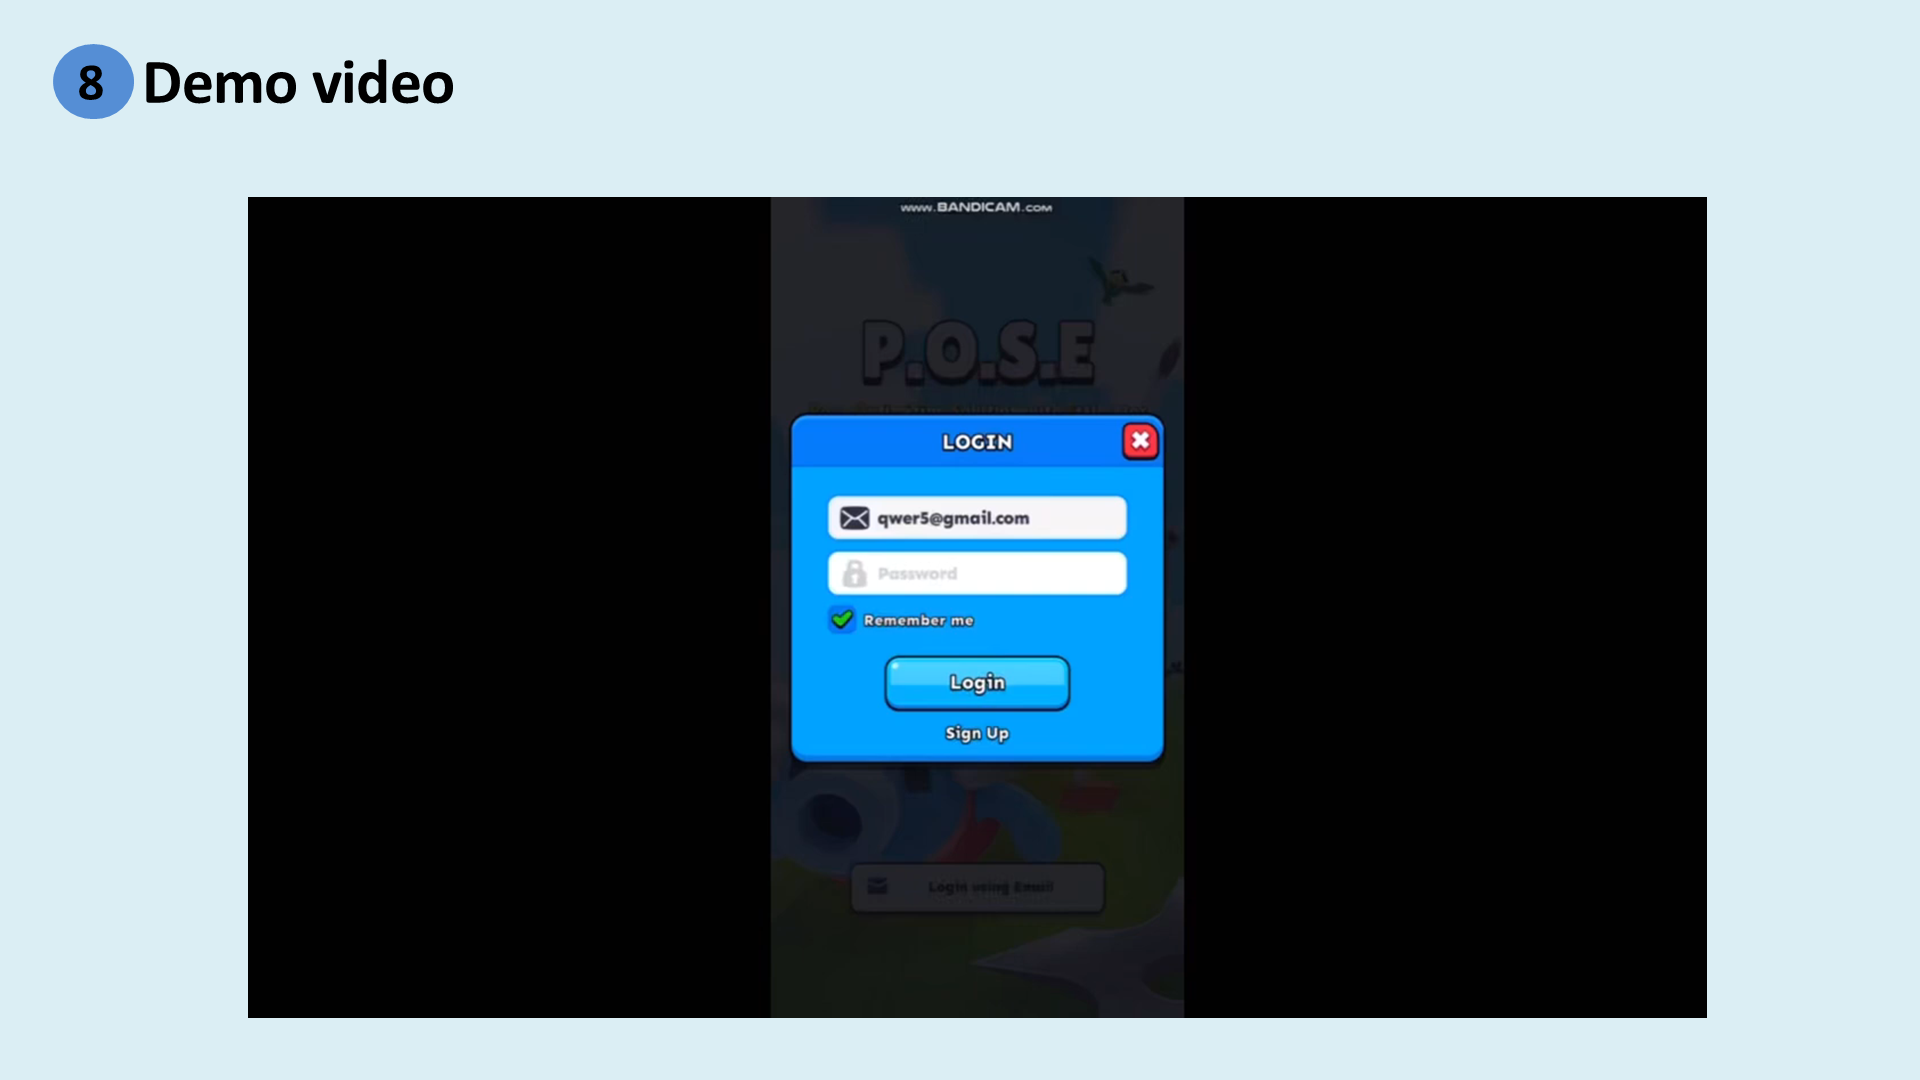 8 Demo video
www.BANDICAM.com
P.O.S.E
LOGIN
qwer5@gmail.com
Password
Remember me
Login
Sign Up
Login using Email